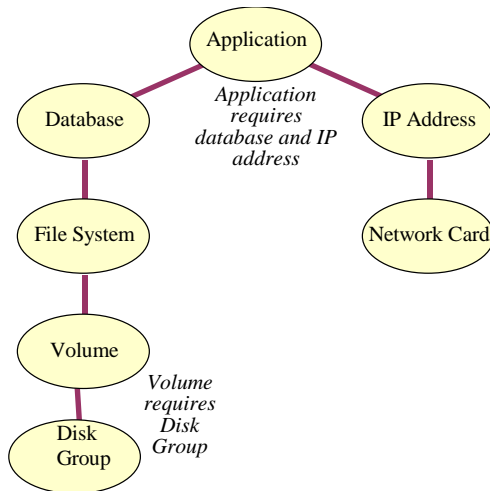 Application
Application
requires
database and IP
address
Database
IP Address
File System
Network Card
Volume
Volume
requires
Disk
Group
Disk
Group